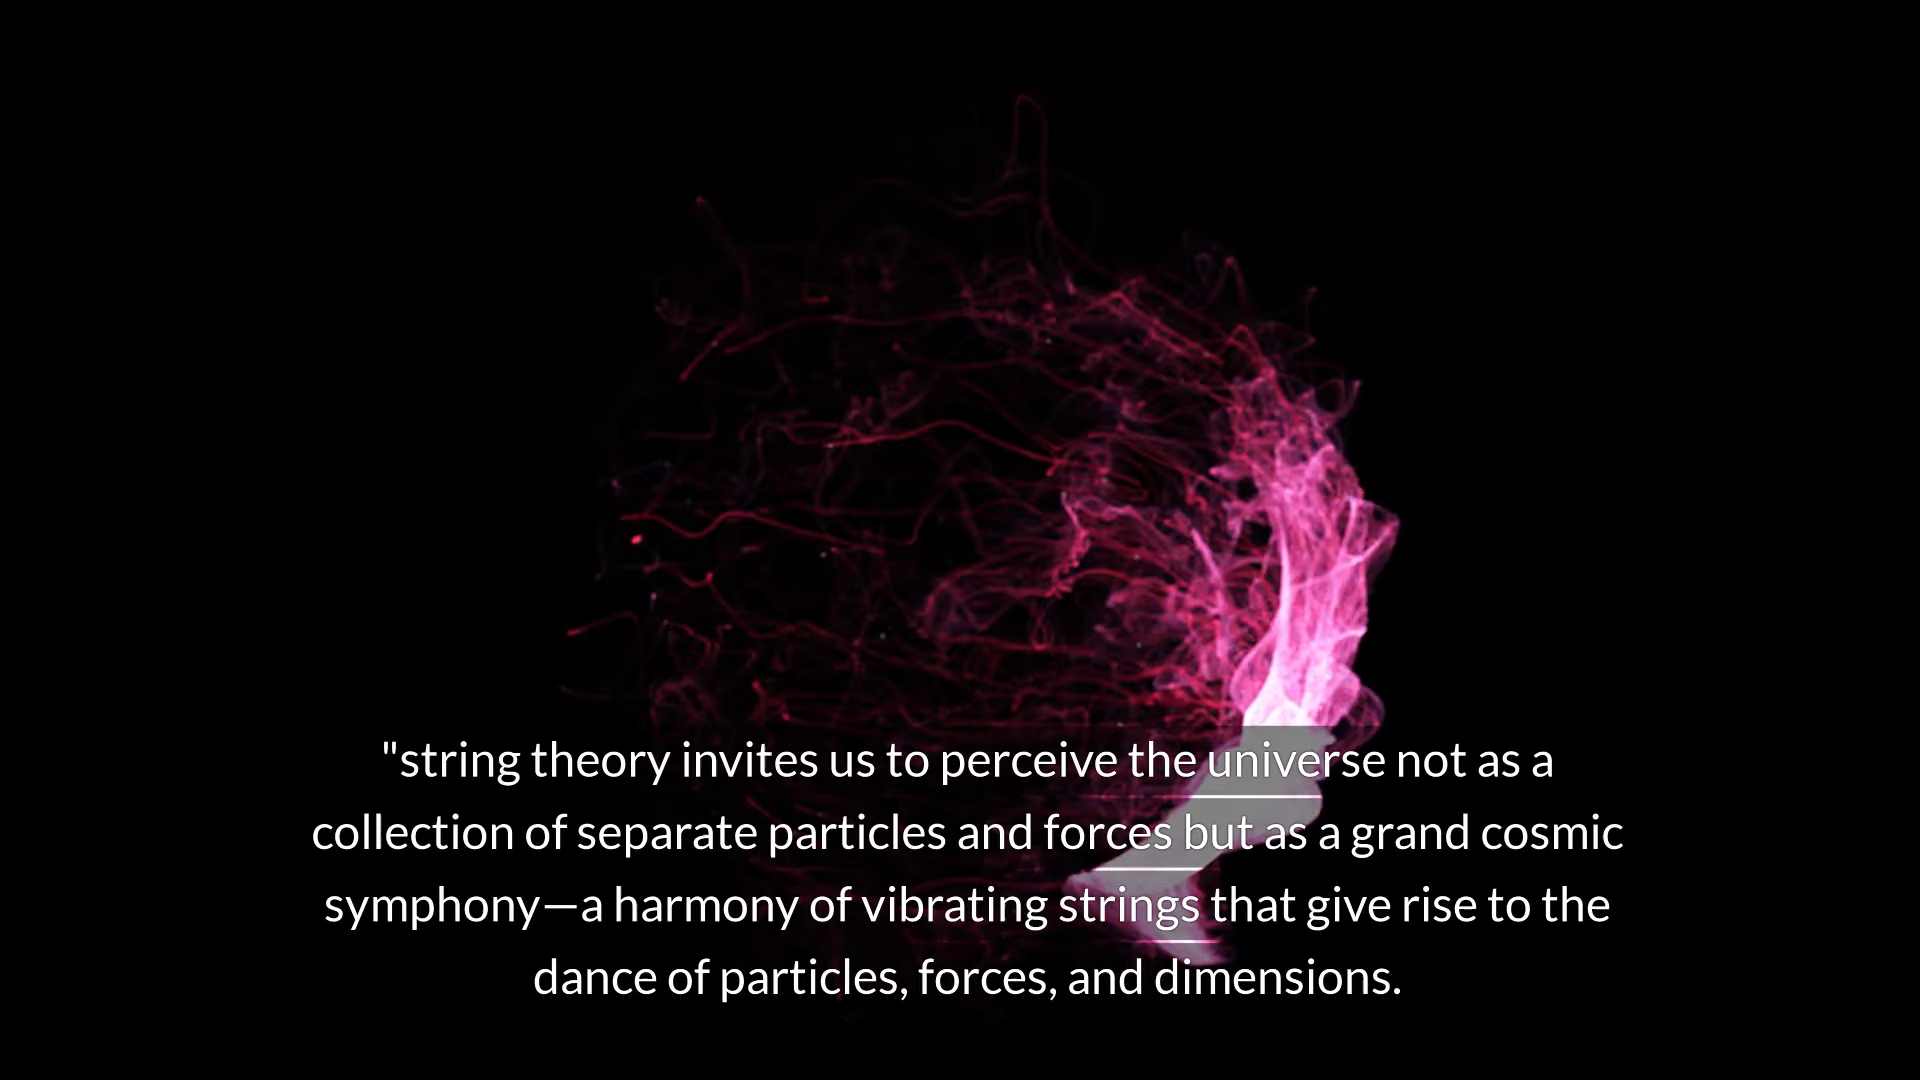 "string theory invites us to perceive the universe not as a
collection of separate particles and forces but as a grand cosmic
symphony—a harmony of vibrating strings that give rise to the
dance of particles, forces, and dimensions.